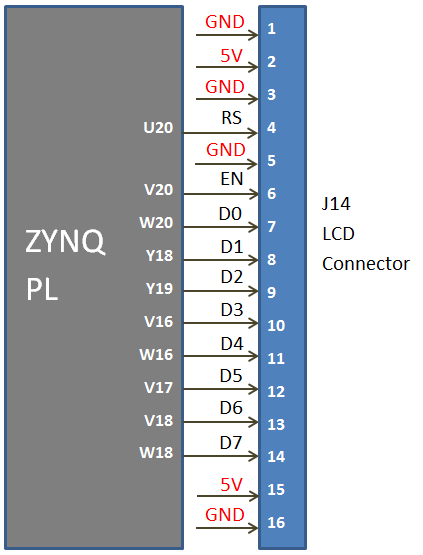 GND 1
5V 2
GND 3
U20 RS 4
GND 5
V20 EN 6
W20 D0 7
Y18 D1 8
Y19 D2 9
V16 D3 10
W16 D4 11
V17 D5 12
V18 D6 13
W18 D7 14
5V 15
GND 16
ZYNQ
PL
J14
LCD
Connector